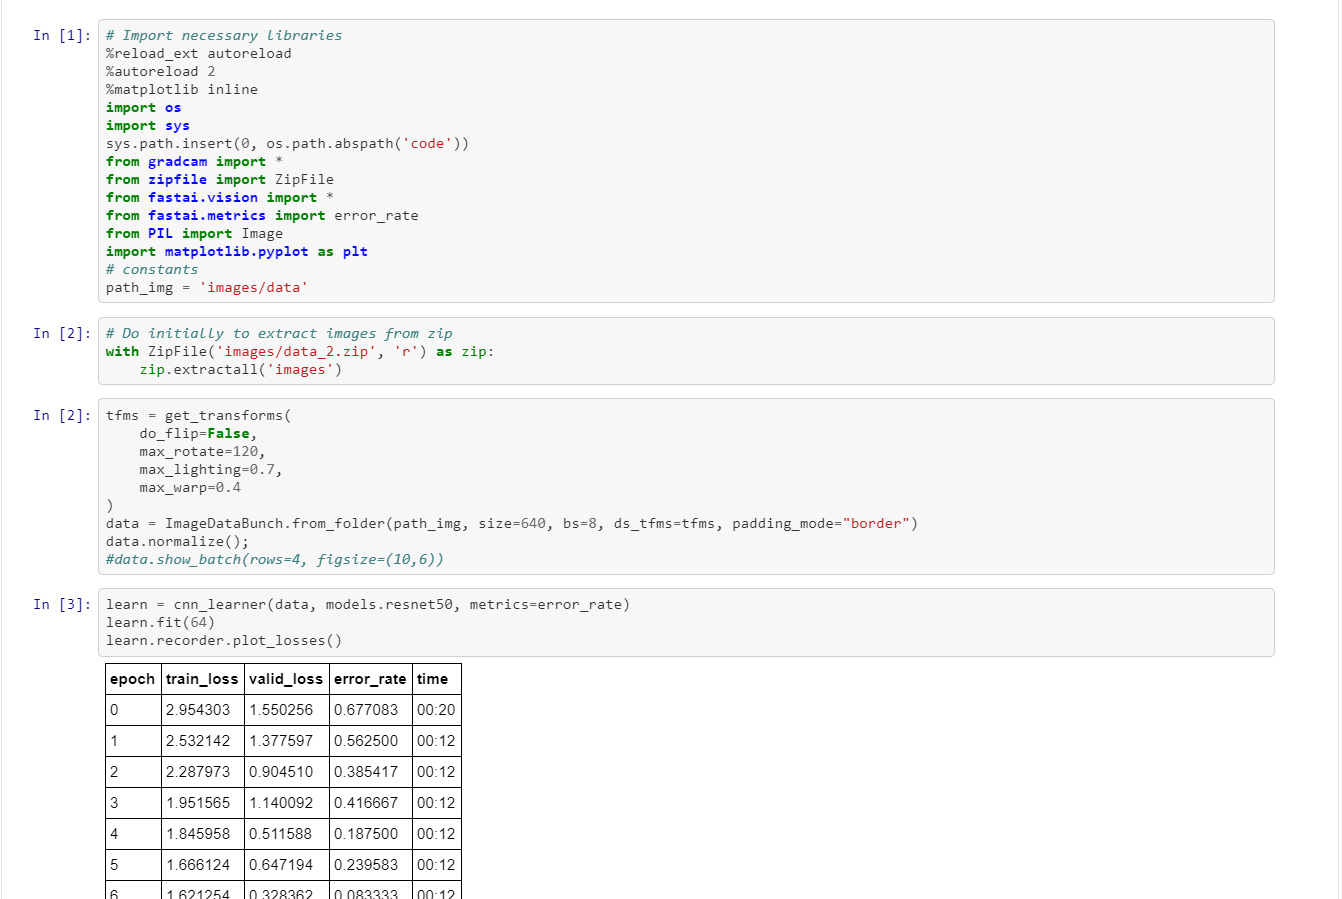 In [1]:
# Import necessary libraries
%reload_ext autoreload
%autoreload 2
%matplotlib inline
import os
import sys
sys.path.insert(0, os.path.abspath('code'))
from gradcam import *
from zipfile import ZipFile
from fastai.vision import *
from fastai.metrics import error_rate
from PIL import Image
import matplotlib.pyplot as plt
# constants
path_img = 'images/data'
In [2]:
# Do initially to extract images from zip
with ZipFile('images/data_2.zip', 'r') as zip:
    zip.extractall('images')
In [2]:
tfms = get_transforms(
    do_flip=False,
    max_rotate=120,
    max_lighting=0.7,
    max_warp=0.4
)
data = ImageDataBunch.from_folder(path_img, size=640, bs=8, ds_tfms=tfms, padding_mode="border")
data.normalize();
#data.show_batch(rows=4, figsize=(10,6))
In [3]:
learn = cnn_learner(data, models.resnet50, metrics=error_rate)
learn.fit(64)
learn.recorder.plot_losses()
epoch train_loss valid_loss error_rate time
0 2.954303 1.550256 0.677083 00:20
1 2.532142 1.377597 0.562500 00:12
2 2.287973 0.904510 0.385417 00:12
3 1.951565 1.140092 0.416667 00:12
4 1.845958 0.511588 0.187500 00:12
5 1.666124 0.647194 0.239583 00:12
6 1.621254 0.328362 0.083333 00:12